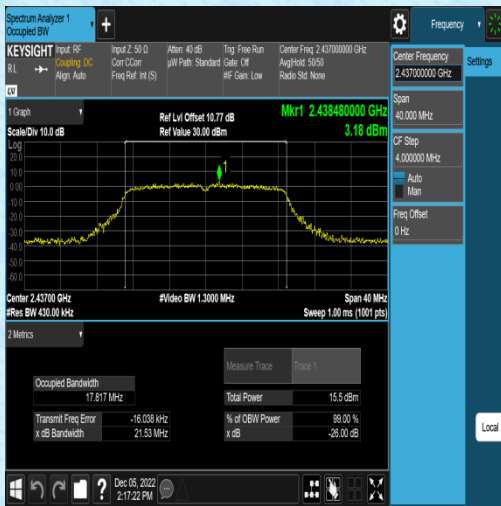 Spectrum Analyzer 1
Occupied BW
+
Frequency
KEYSIGHT
RL
Input: RF
Coupling: DC
Align: Auto
Input Z: 50 Ω
Corr CCorr
Freq Ref: Int (S)
Atten: 40 dB
µW Path: Standard
Trig: Free Run
Gate: Off
#IF Gain: Low
Center Freq: 2.437000000 GHz
Avg|Hold: 50/50
Radio Std: None
LXI
Center Frequency
2.437000000 GHz
Settings
Span
40.000 MHz
CF Step
4.000000 MHz
Auto
Man
Freq Offset
0 Hz
1 Graph
Scale/Div 10.0 dB
Ref Lvl Offset 10.77 dB
Ref Value 30.00 dBm
Mkr1 2.438480000 GHz
3.18 dBm
Log
20.0
10.0
0.00
-10.0
-20.0
-30.0
-40.0
-50.0
-60.0
1
Center 2.43700 GHz
#Res BW 430.00 kHz
#Video BW 1.3000 MHz
Span 40 MHz
Sweep 1.00 ms (1001 pts)
2 Metrics
Measure Trace
Trace 1
Occupied Bandwidth
17.817 MHz
Total Power
15.5 dBm
Transmit Freq Error
-16.038 kHz
% of OBW Power
99.00 %
x dB Bandwidth
21.53 MHz
x dB
-26.00 dB
Local
?
Dec 05, 2022
2:17:22 PM